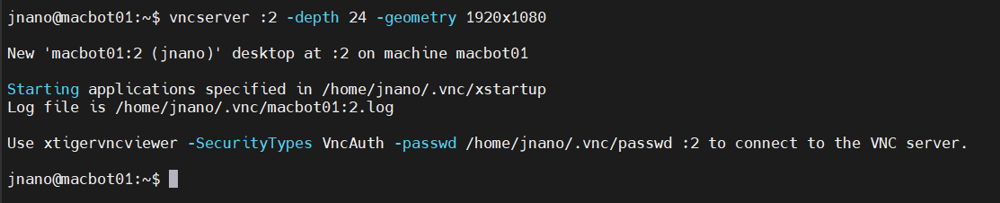 jnano@macbot01:~$ vncserver :2 -depth 24 -geometry 1920x1080
New 'macbot01:2 (jnano)' desktop at :2 on machine macbot01
Starting applications specified in /home/jnano/.vnc/xstartup
Log file is /home/jnano/.vnc/macbot01:2.log
Use xtigervncviewer -SecurityTypes VncAuth -passwd /home/jnano/.vnc/passwd :2 to connect to the VNC server.
jnano@macbot01:~$